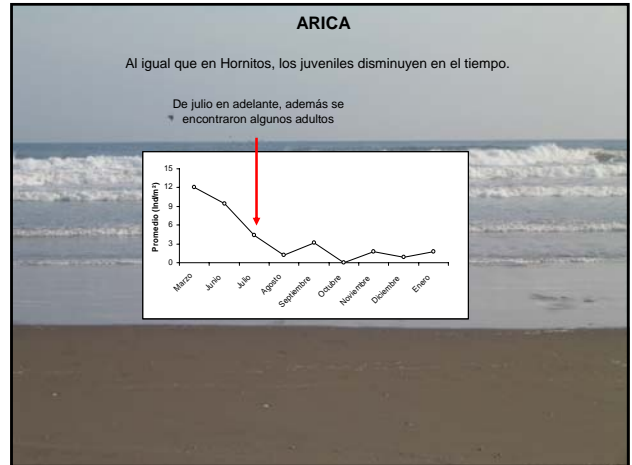 ARICA
Al igual que en Hornitos, los juveniles disminuyen en el tiempo.
De julio en adelante, además se
encontraron algunos adultos
Promedio (Ind/m²)
15
12
9
6
3
0
Marzo
Junio
Julio
Agosto
Septiembre
Octubre
Noviembre
Diciembre
Enero